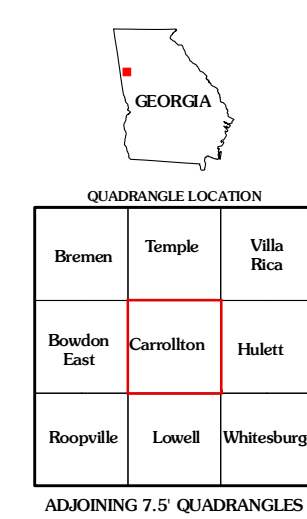 GEORGIA
QUADRANGLE LOCATION
Bremen
Temple
Villa
Rica
Bowdon
East
Carrollton
Hulett
Roopville
Lowell
Whitesburg
ADJOINING 7.5' QUADRANGLES